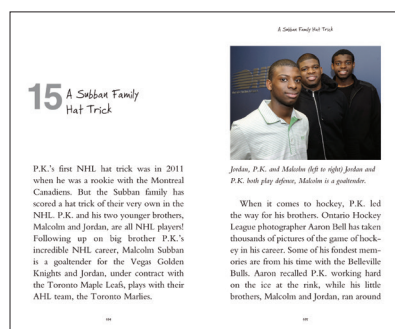 15 A Subban Family
Hat Trick
P.K.'s first NHL hat trick was in 2011
when he was a rookie with the Montreal
Canadiens. But the Subban family has
scored a hat trick of their very own in the
NHL. P.K. and his two younger brothers,
Malcolm and Jordan, are all NHL players!
Following up on big brother P.K.'s
incredible NHL career, Malcolm Subban
is a goaltender for the Vegas Golden
Knights and Jordan, under contract with
the Toronto Maple Leafs, plays with their
AHL team, the Toronto Marlies.
A Subban Family Hat Trick
Jordan, P.K. and Malcolm (left to right) Jordan and
P.K. both play defence, Malcolm is a goaltender.
When it comes to hockey, P.K. led
the way for his brothers. Ontario Hockey
League photographer Aaron Bell has taken
thousands of pictures of the game of hock-
ey in his career. Some of his fondest mem-
ories are from his time with the Belleville
Bulls. Aaron recalled P.K. working hard
on the ice at the rink, while his little
brothers, Malcolm and Jordan, ran around